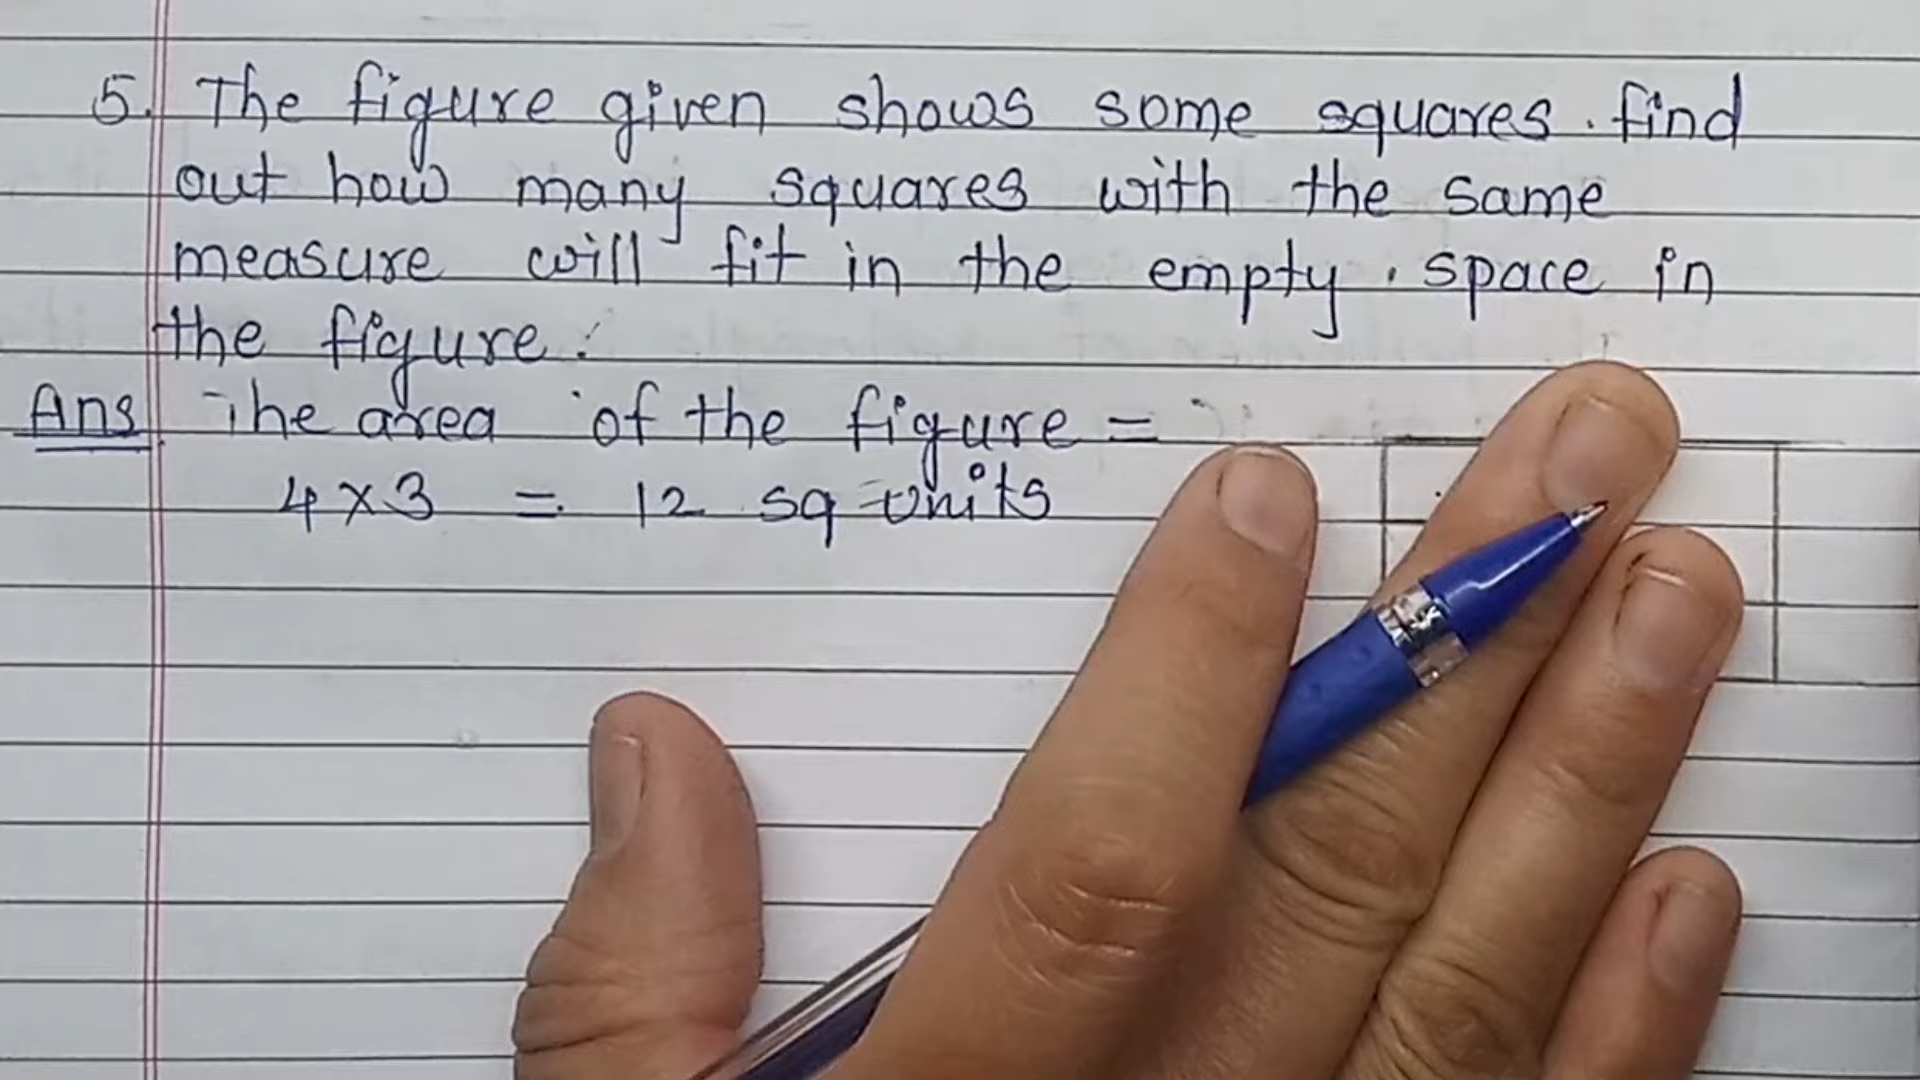 5. The figure given shows some squares. find
out how many squares with the same
measure will fit in the empty. space in
the figure.
Ans The area of the figure =
4 x 3 = 12 sq units